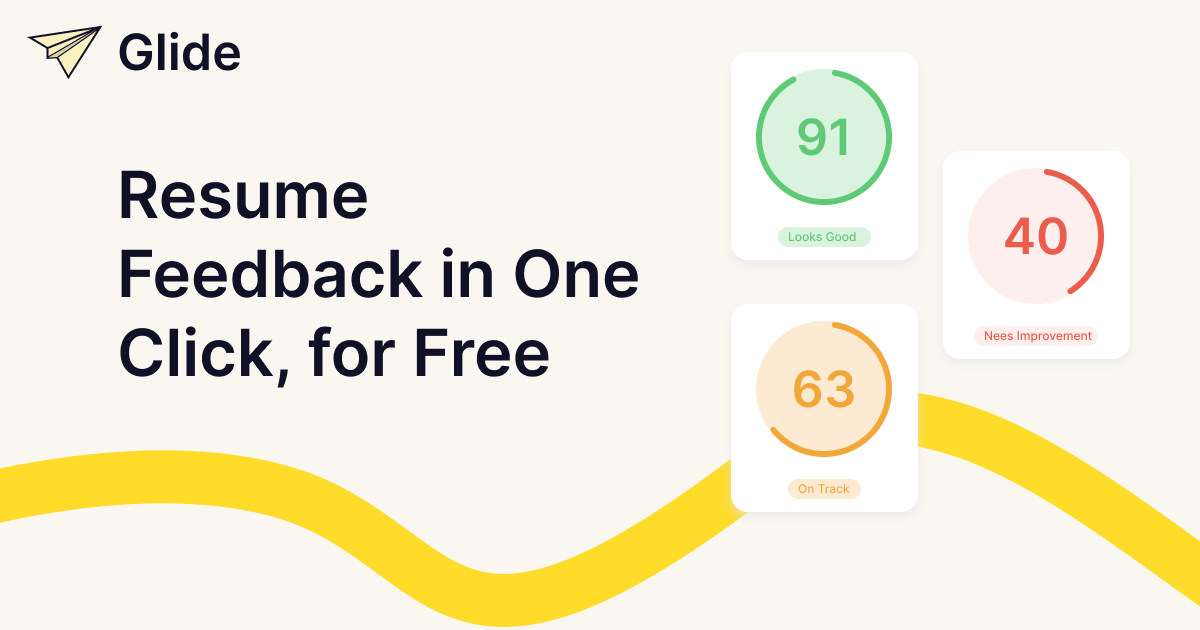 Glide
Resume
Feedback in One
Click, for Free
91
Looks Good
40
Nees Improvement
63
On Track